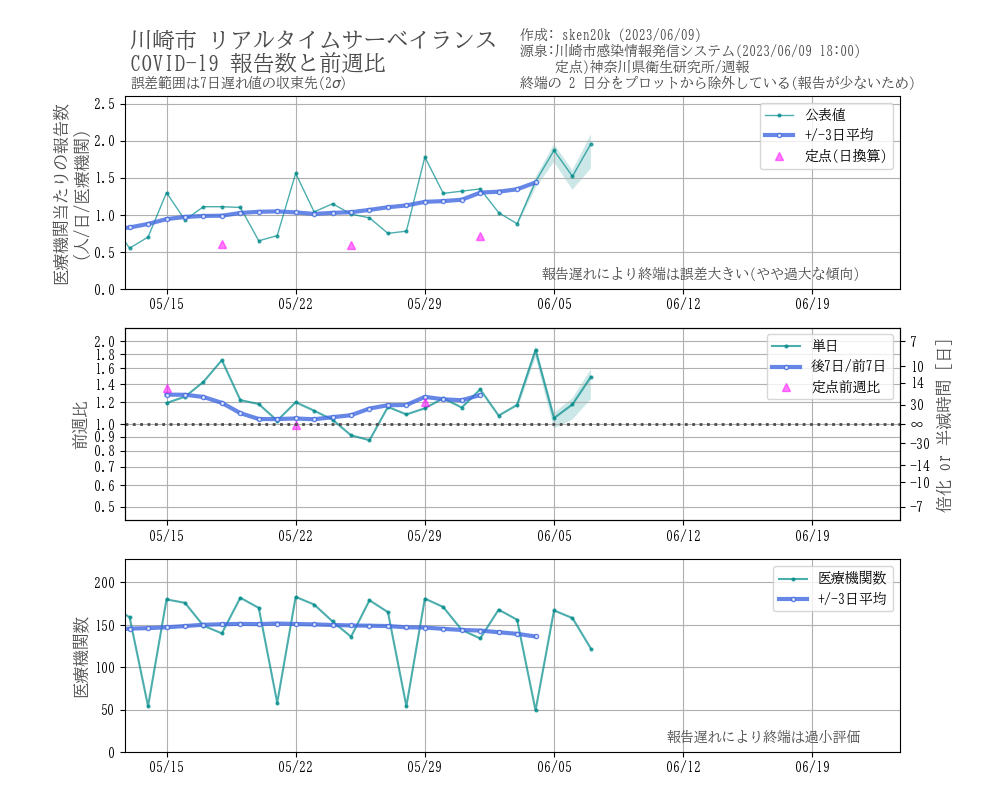 川崎市 リアルタイムサーベイランス
COVID-19 報告数と前週比
誤差範囲は7日遅れ値の収束先(2σ)
作成: sken20k (2023/06/09)
源泉:川崎市感染情報発信システム(2023/06/09 18:00)
定点)神奈川県衛生研究所/週報
終端の 2 日分をプロットから除外している(報告が少ないため)
医療機関当たりの報告数
(人/日/医療機関)
2.5
2.0
1.5
1.0
0.5
0.0
公表値
+/-3日平均
定点(日換算)
報告遅れにより終端は誤差大きい(やや過大な傾向)
05/15 05/22 05/29 06/05 06/12 06/19
前週比
2.0
1.8
1.6
1.4
1.2
1.0
0.9
0.8
0.7
0.6
0.5
単日
後7日/前7日
定点前週比
7
10
14
30
∞
-30
-14
-10
-7
倍化 or 半減時間 [日]
05/15 05/22 05/29 06/05 06/12 06/19
医療機関数
200
150
100
50
0
医療機関数
+/-3日平均
報告遅れにより終端は過小評価
05/15 05/22 05/29 06/05 06/12 06/19